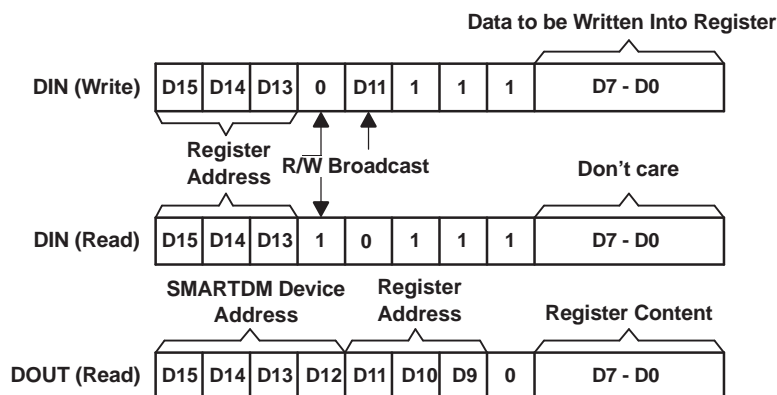 Data to be Written Into Register
DIN (Write) D15 D14 D13 0 D11 1 1 1 D7 - D0
Register
Address
R/W̅ Broadcast
Don't care
DIN (Read) D15 D14 D13 1 0 1 1 1 D7 - D0
SMARTDM Device
Address
Register
Address
Register Content
DOUT (Read) D15 D14 D13 D12 D11 D10 D9 0 D7 - D0